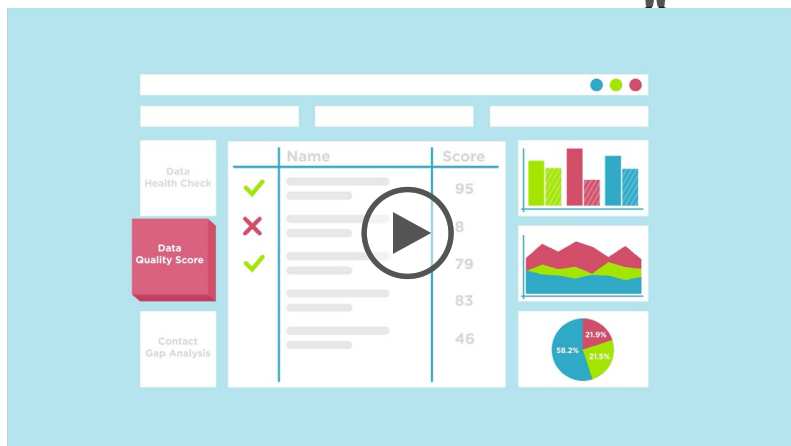 Data
Health Check
Data
Quality Score
Contact
Gap Analysis
Name
Score
95
8
79
83
46
21.9%
58.2%
21.5%